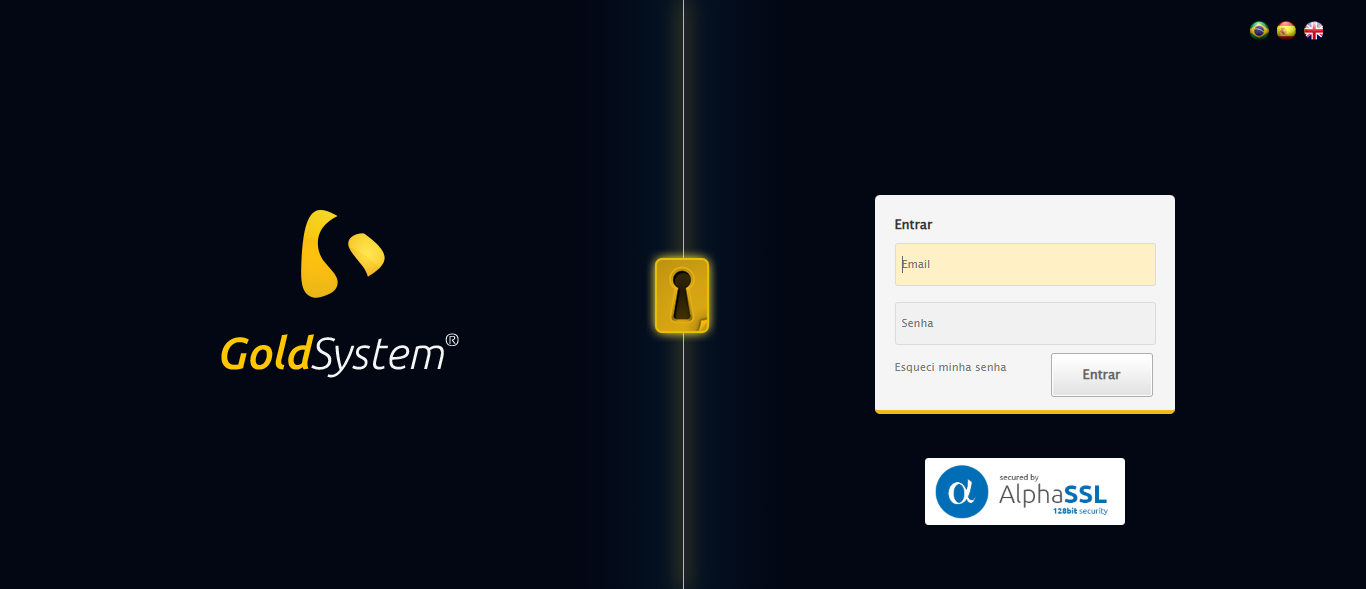 GoldSystem®
Entrar
Email
Senha
Esqueci minha senha
Entrar
secured by
α
AlphaSSL
128bit security